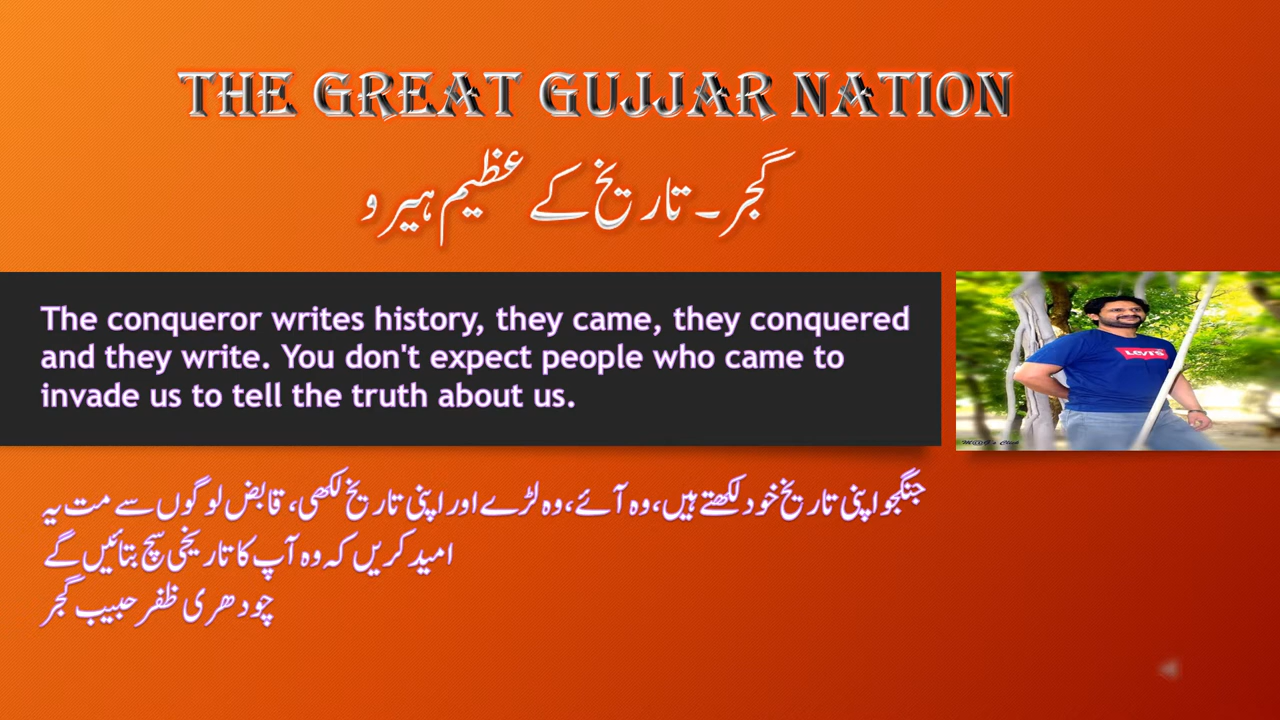 THE GREAT GUJJAR NATION
گجر۔ تاریخ کے عظیم ہیرو
The conqueror writes history, they came, they conquered
and they write. You don't expect people who came to
invade us to tell the truth about us.
LEVI'S
جنگجو اپنی تاریخ خود لکھتے ہیں، وہ آئے، وہ لڑے اور اپنی تاریخ لکھی، قابض لوگوں سے مت یہ
امید کریں کہ وہ آپ کا تاریخی سچ بتائیں گے
چودھری ظفر حبیب گجر